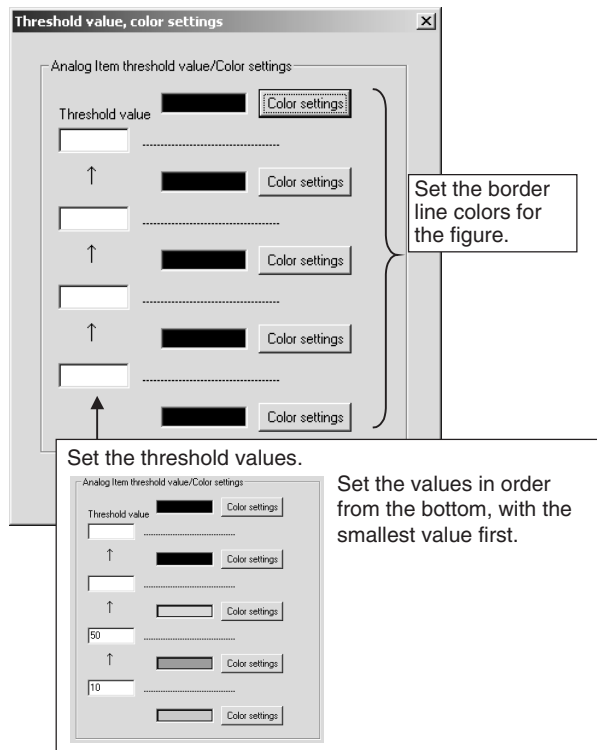 Threshold value, color settings
Analog Item threshold value/Color settings
Color settings
Threshold value
------------------------------------
↑
Color settings
------------------------------------
↑
Color settings
------------------------------------
↑
Color settings
------------------------------------
Color settings
Set the border
line colors for
the figure.
Set the threshold values.
Set the values in order
from the bottom, with the
smallest value first.
Analog Item threshold value/Color settings
Color settings
Threshold value
------------------------------------
↑
Color settings
------------------------------------
↑
Color settings
50
------------------------------------
↑
Color settings
10
------------------------------------
Color settings